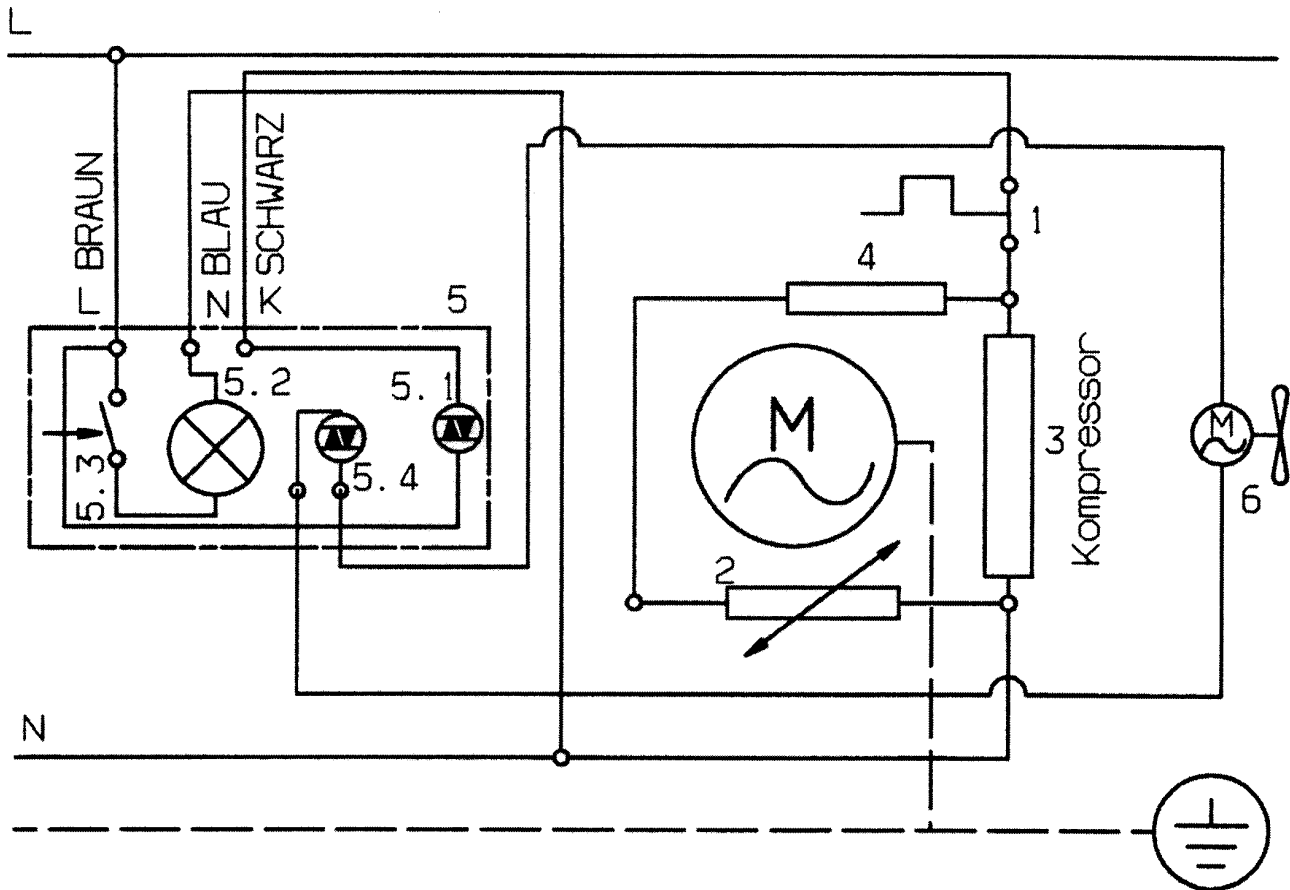 L
L BRAUN
N BLAU
K SCHWARZ
5
5.2
5.1
5.3
5.4
1
4
M
3
Kompressor
2
M
6
N